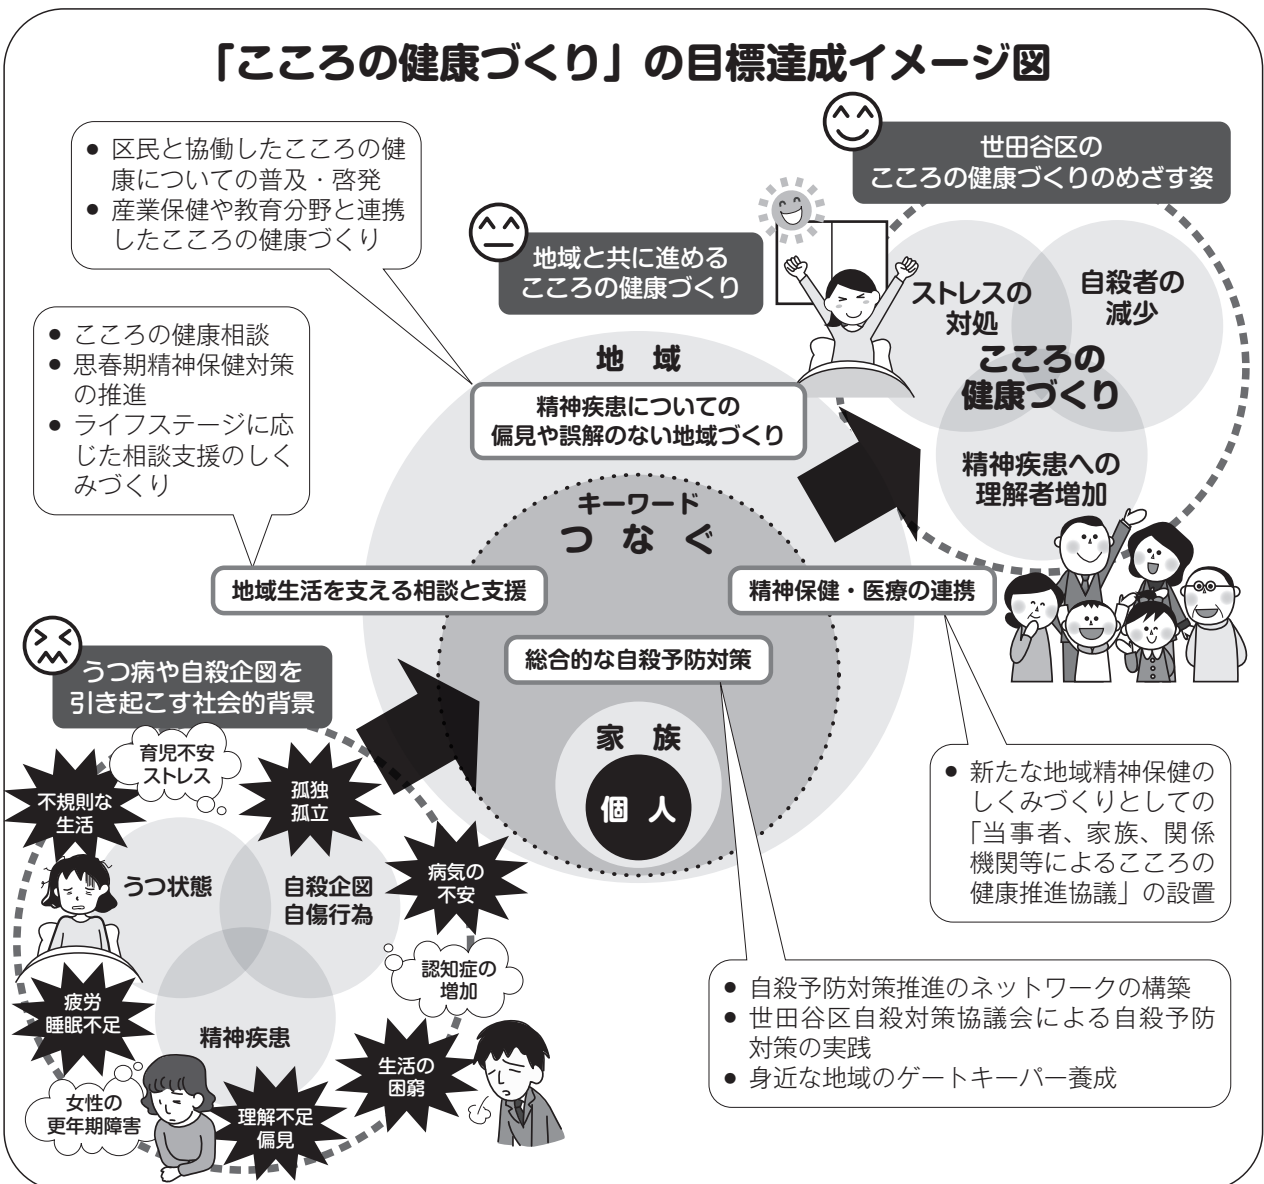 「こころの健康づくり」の目標達成イメージ図
● 区民と協働したこころの健
康についての普及・啓発
● 産業保健や教育分野と連携
したこころの健康づくり
世田谷区の
こころの健康づくりのめざす姿
地域と共に進める
こころの健康づくり
ストレスの
対処
自殺者の
減少
こころの
健康づくり
精神疾患への
理解者増加
● こころの健康相談
● 思春期精神保健対策
の推進
● ライフステージに応
じた相談支援のしく
みづくり
地 域
精神疾患についての
偏見や誤解のない地域づくり
キーワード
つ な ぐ
地域生活を支える相談と支援
精神保健・医療の連携
総合的な自殺予防対策
家 族
個 人
うつ病や自殺企図を
引き起こす社会的背景
育児不安
ストレス
不規則な
生活
孤独
孤立
病気の
不安
うつ状態
自殺企図
自傷行為
認知症の
増加
疲労
睡眠不足
精神疾患
生活の
困窮
女性の
更年期障害
理解不足
偏見
● 新たな地域精神保健の
しくみづくりとしての
「当事者、家族、関係
機関等によるこころの
健康推進協議」の設置
● 自殺予防対策推進のネットワークの構築
● 世田谷区自殺対策協議会による自殺予防
対策の実践
● 身近な地域のゲートキーパー養成